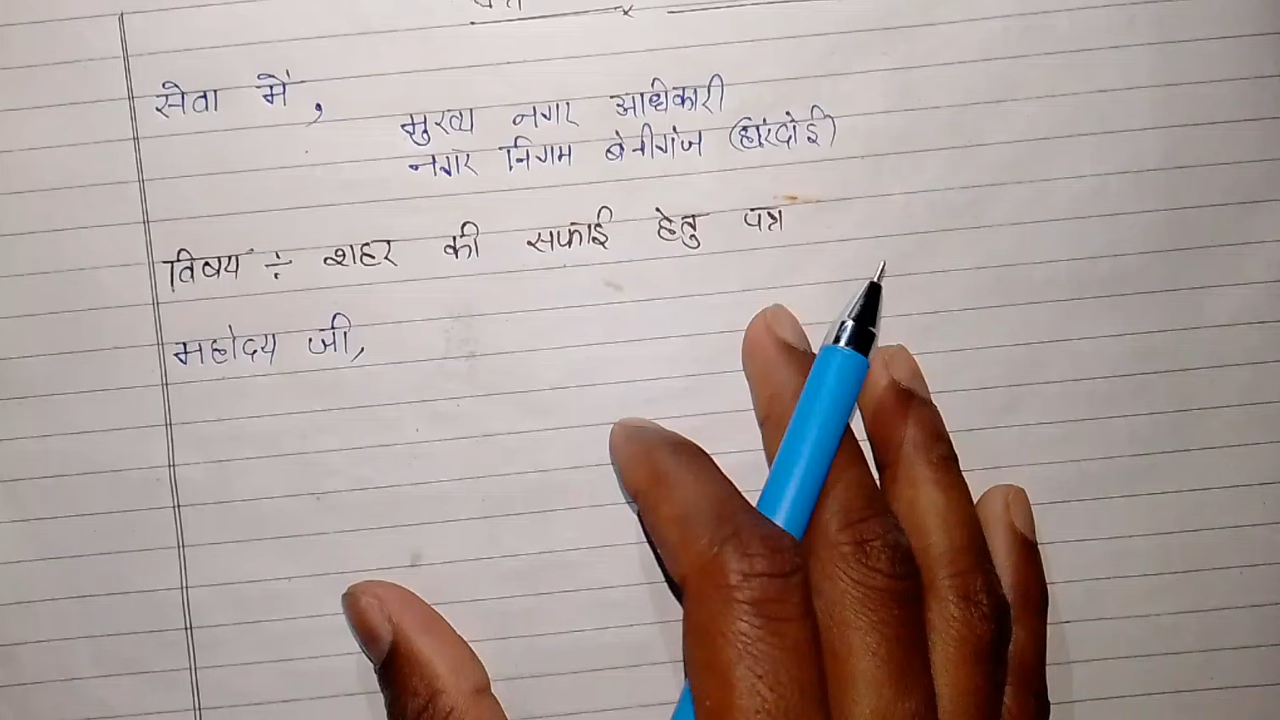 सेवा में,
मुख्य नगर अधिकारी
नगर निगम बेनीगंज (हरदोई)
विषय ÷ शहर की सफाई हेतु पत्र
महोदय जी,